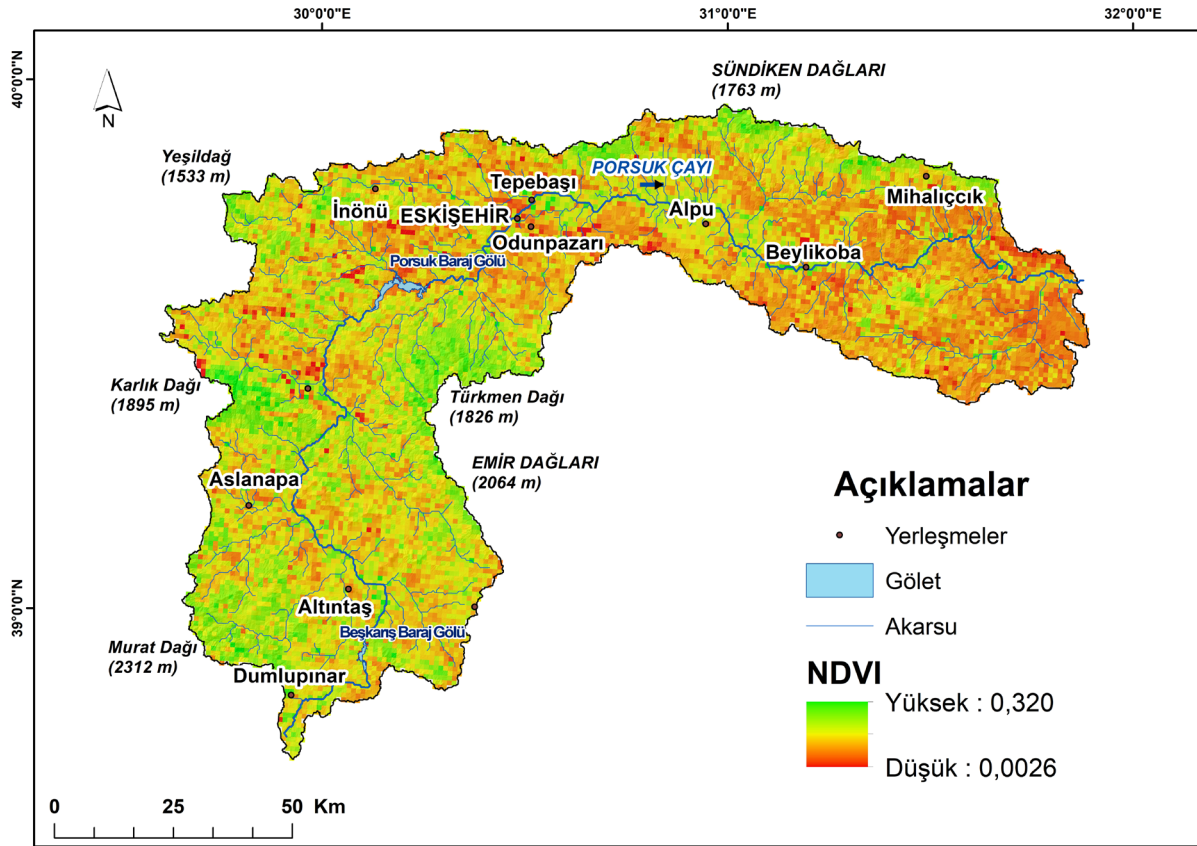 30°0'0"E
31°0'0"E
32°0'0"E
40°0'0"N
39°0'0"N
N
SÜNDİKEN DAĞLARI
(1763 m)
Yeşildağ
(1533 m)
PORSUK ÇAYI
Tepebaşı
Mihalıçcık
İnönü
ESKİŞEHİR
Alpu
Odunpazarı
Beylikoba
Porsuk Baraj Gölü
Karlık Dağı
(1895 m)
Türkmen Dağı
(1826 m)
EMİR DAĞLARI
(2064 m)
Aslanapa
Altıntaş
Beşkarış Baraj Gölü
Murat Dağı
(2312 m)
Dumlupınar
Açıklamalar
Yerleşmeler
Gölet
Akarsu
NDVI
Yüksek : 0,320
Düşük : 0,0026
0 25 50 Km